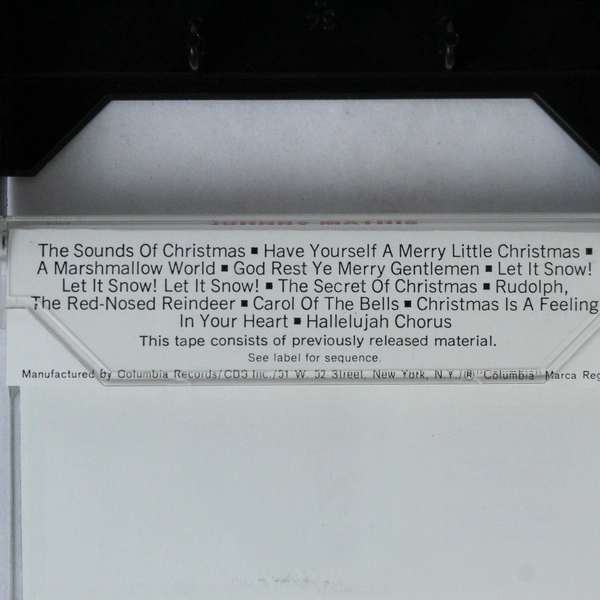 JOHNNY MATHIS
The Sounds Of Christmas ▪ Have Yourself A Merry Little Christmas ▪
A Marshmallow World ▪ God Rest Ye Merry Gentlemen ▪ Let It Snow!
Let It Snow! Let It Snow! ▪ The Secret Of Christmas ▪ Rudolph,
The Red-Nosed Reindeer ▪ Carol Of The Bells ▪ Christmas Is A Feeling
In Your Heart ▪ Hallelujah Chorus
This tape consists of previously released material.
See label for sequence.
Manufactured by Columbia Records/CBS Inc./51 W. 52 Street, New York, N.Y./® "Columbia" Marca Reg